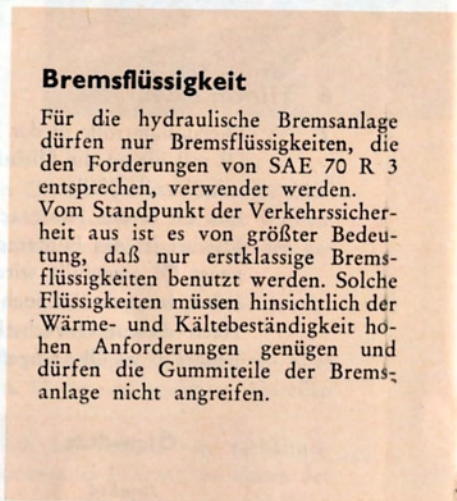 Bremsflüssigkeit
Für die hydraulische Bremsanlage
dürfen nur Bremsflüssigkeiten, die
den Forderungen von SAE 70 R 3
entsprechen, verwendet werden.
Vom Standpunkt der Verkehrssicher-
heit aus ist es von größter Bedeu-
tung, daß nur erstklassige Brems-
flüssigkeiten benutzt werden. Solche
Flüssigkeiten müssen hinsichtlich der
Wärme- und Kältebeständigkeit ho-
hen Anforderungen genügen und
dürfen die Gummiteile der Brems-
anlage nicht angreifen.